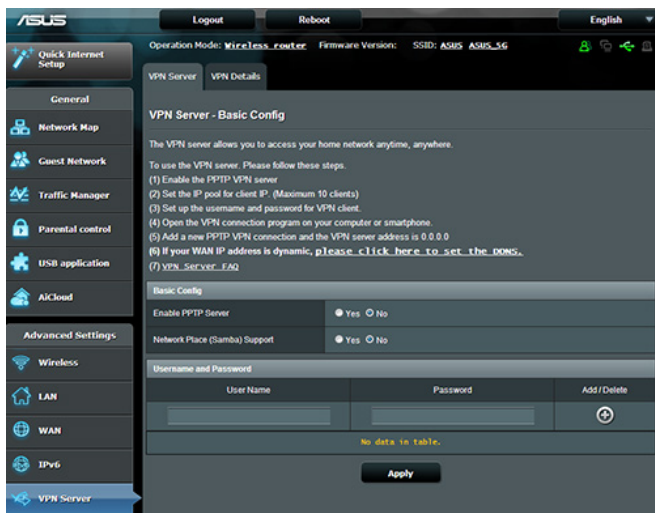 ASUS
Logout
Reboot
English
Quick Internet Setup
Operation Mode: Wireless router Firmware Version: SSID: ASUS ASUS_5G
VPN Server
VPN Details
General
Network Map
Guest Network
Traffic Manager
Parental control
USB application
AiCloud
Advanced Settings
Wireless
LAN
WAN
IPv6
VPN Server
VPN Server - Basic Config
The VPN server allows you to access your home network anytime, anywhere.
To use the VPN server. Please follow these steps.
(1) Enable the PPTP VPN server
(2) Set the IP pool for client IP. (Maximum 10 clients)
(3) Set up the username and password for VPN client.
(4) Open the VPN connection program on your computer or smartphone.
(5) Add a new PPTP VPN connection and the VPN server address is 0.0.0.0
(6) If your WAN IP address is dynamic, please click here to set the DDNS.
(7) VPN Server FAQ
Basic Config
Enable PPTP Server
Yes No
Network Place (Samba) Support
Yes No
Username and Password
User Name
Password
Add / Delete
No data in table.
Apply